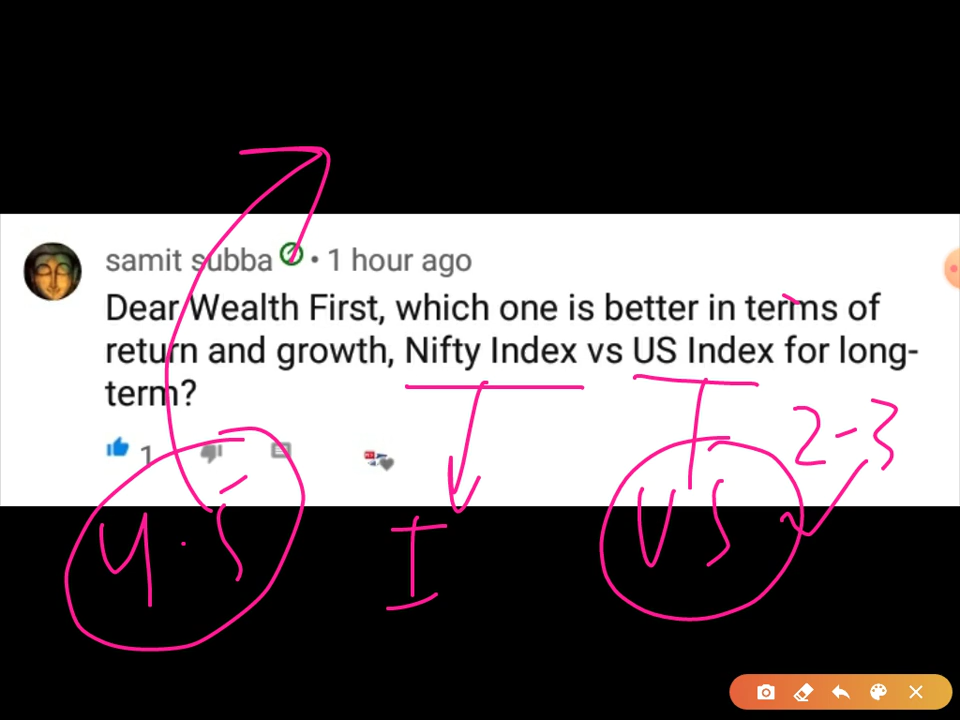 samit subba • 1 hour ago
Dear Wealth First, which one is better in terms of
return and growth, Nifty Index vs US Index for long-
term?
1
2-3
4.5 I US